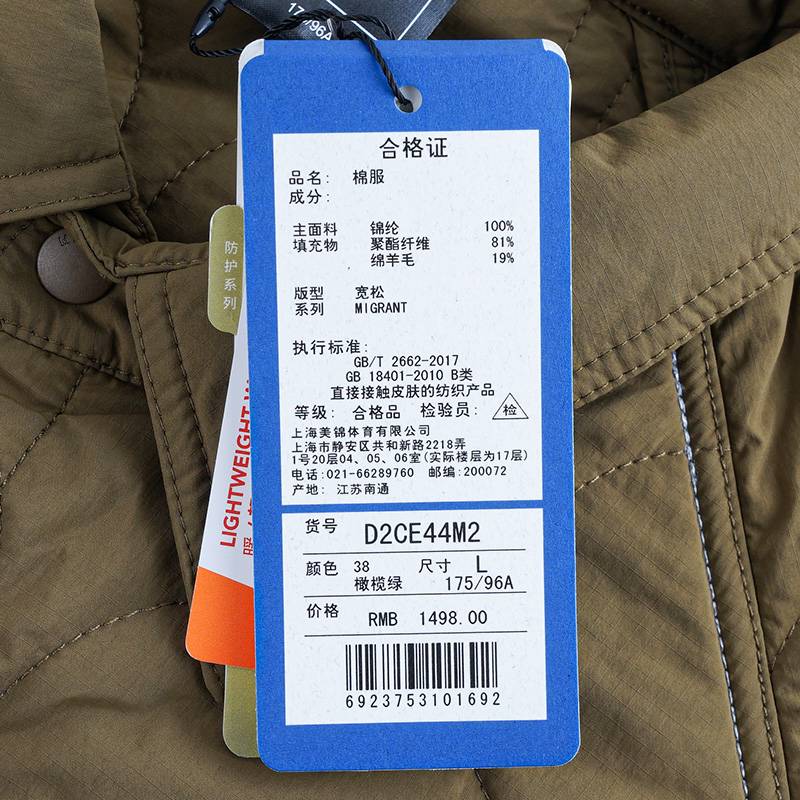 175/96A
合格证
品名: 棉服
成分:
主面料 锦纶 100%
填充物 聚酯纤维 81%
绵羊毛 19%
版型 宽松
系列 MIGRANT
执行标准:
GB/T 2662-2017
GB 18401-2010 B类
直接接触皮肤的纺织产品
等级: 合格品 检验员: 检
上海美锦体育有限公司
上海市静安区共和新路2218弄
1号20层04、05、06室(实际楼层为17层)
电话:021-66289760 邮编:200072
产地: 江苏南通
货号 D2CE44M2
颜色 38 尺寸 L
橄榄绿 175/96A
价格 RMB 1498.00
6923753101692
防护系列
LIGHTWEIGHT